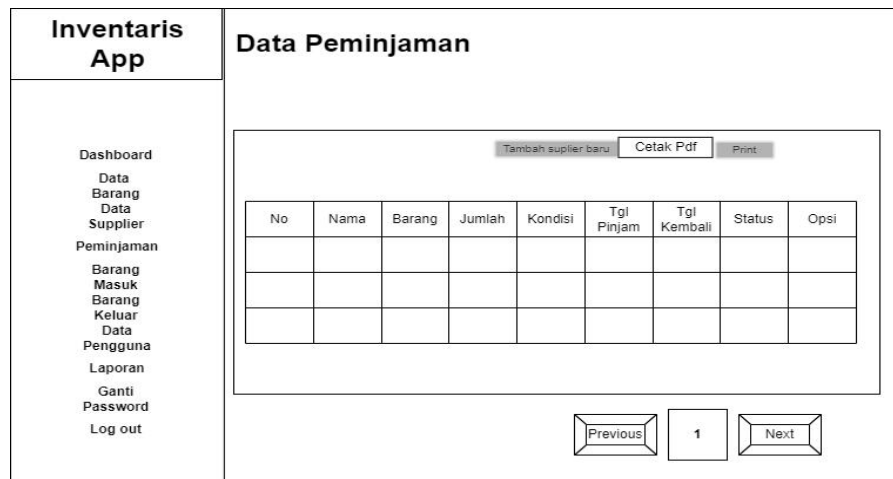 Inventaris
App
Data Peminjaman
Dashboard
Data
Barang
Data
Supplier
Peminjaman
Barang
Masuk
Barang
Keluar
Data
Pengguna
Laporan
Ganti
Password
Log out
Tambah suplier baru Cetak Pdf Print
No Nama Barang Jumlah Kondisi Tgl Pinjam Tgl Kembali Status Opsi
Previous 1 Next